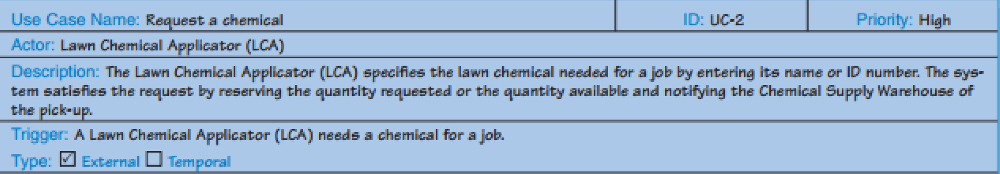 Use Case Name: Request a chemical ID: UC-2 Priority: High
Actor: Lawn Chemical Applicator (LCA)
Description: The Lawn Chemical Applicator (LCA) specifies the lawn chemical needed for a job by entering its name or ID number. The sys-
tem satisfies the request by reserving the quantity requested or the quantity available and notifying the Chemical Supply Warehouse of
the pick-up.
Trigger: A Lawn Chemical Applicator (LCA) needs a chemical for a job.
Type: ☑ External ☐ Temporal